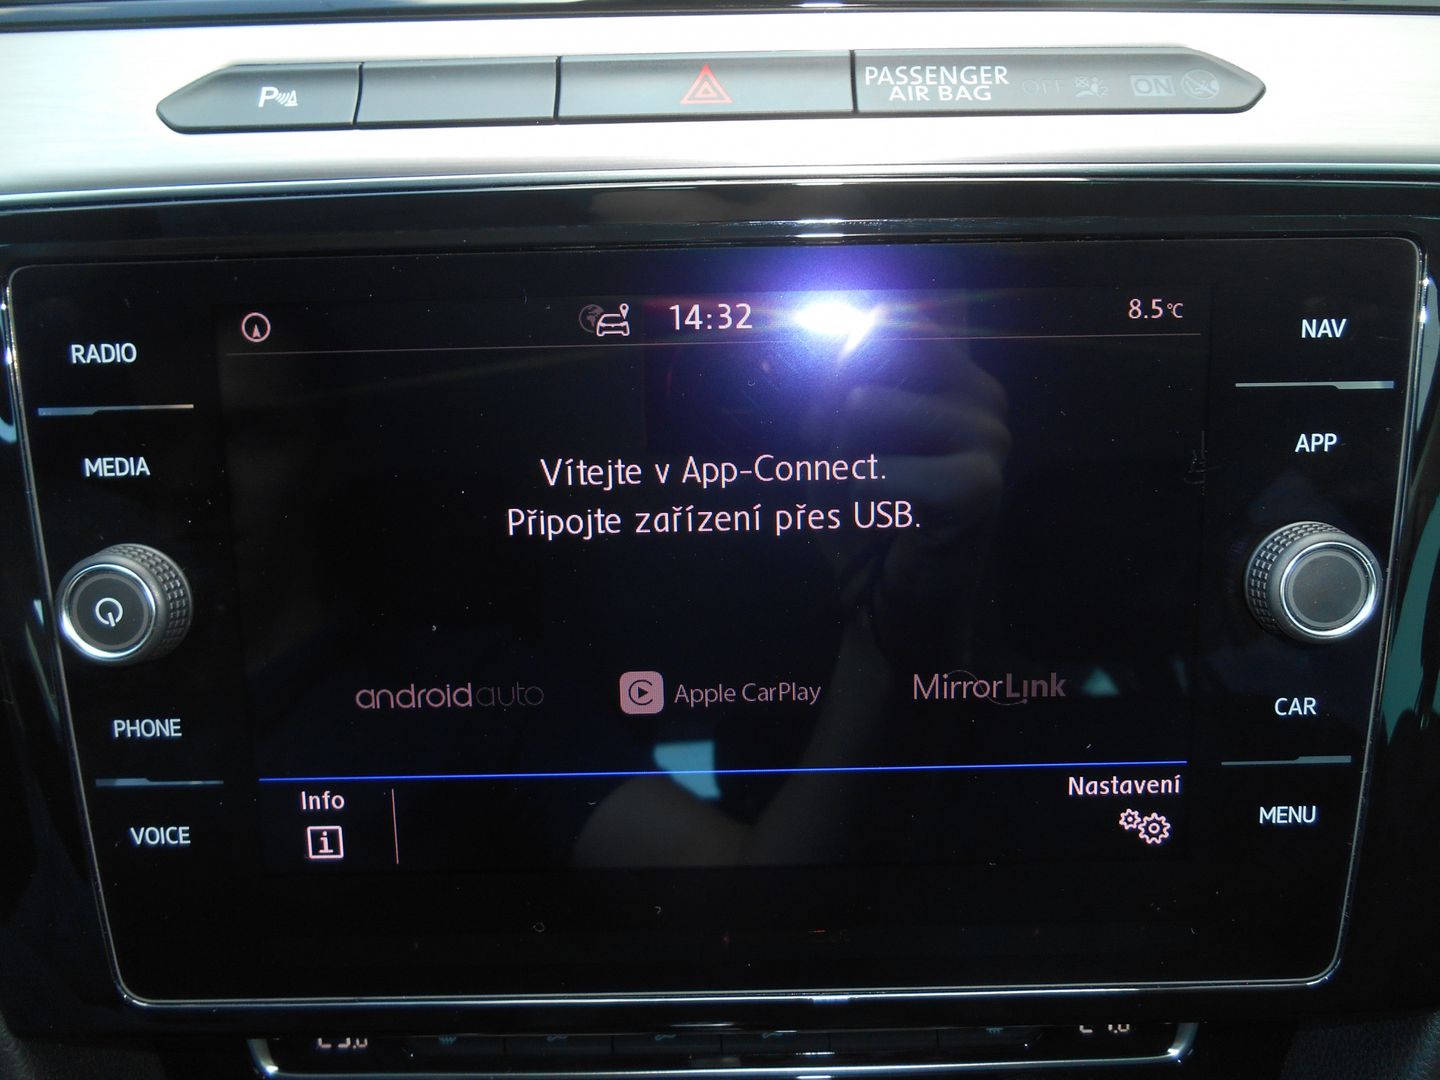 P
PASSENGER
AIR BAG
OFF
ON
RADIO
MEDIA
PHONE
VOICE
14:32
8.5°C
Vítejte v App-Connect.
Připojte zařízení přes USB.
androidauto
Apple CarPlay
MirrorLink
Info
i
Nastavení
NAV
APP
CAR
MENU